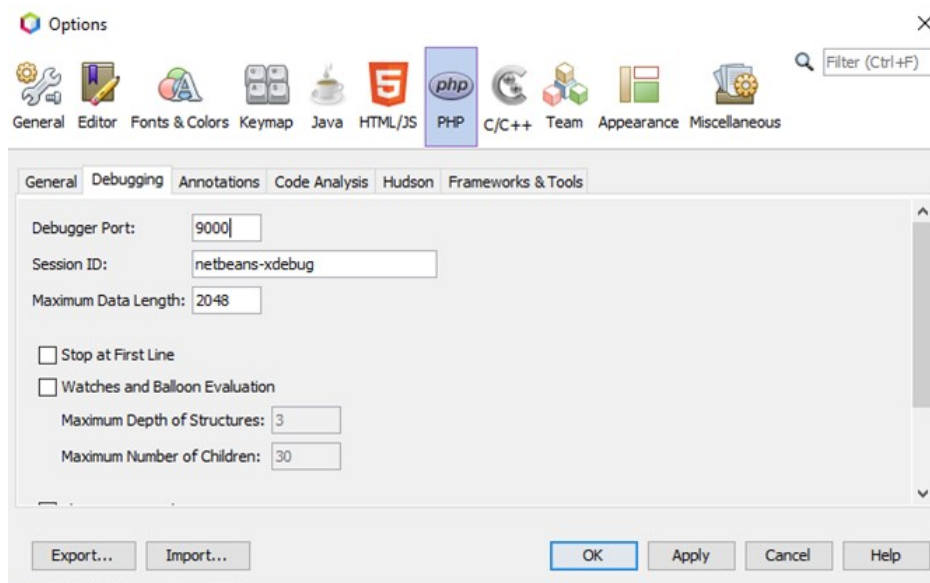 Options
Filter (Ctrl+F)
General Editor Fonts & Colors Keymap Java HTML/JS PHP C/C++ Team Appearance Miscellaneous
php
General Debugging Annotations Code Analysis Hudson Frameworks & Tools
Debugger Port: 9000
Session ID: netbeans-xdebug
Maximum Data Length: 2048
Stop at First Line
Watches and Balloon Evaluation
Maximum Depth of Structures: 3
Maximum Number of Children: 30
Export... Import... OK Apply Cancel Help